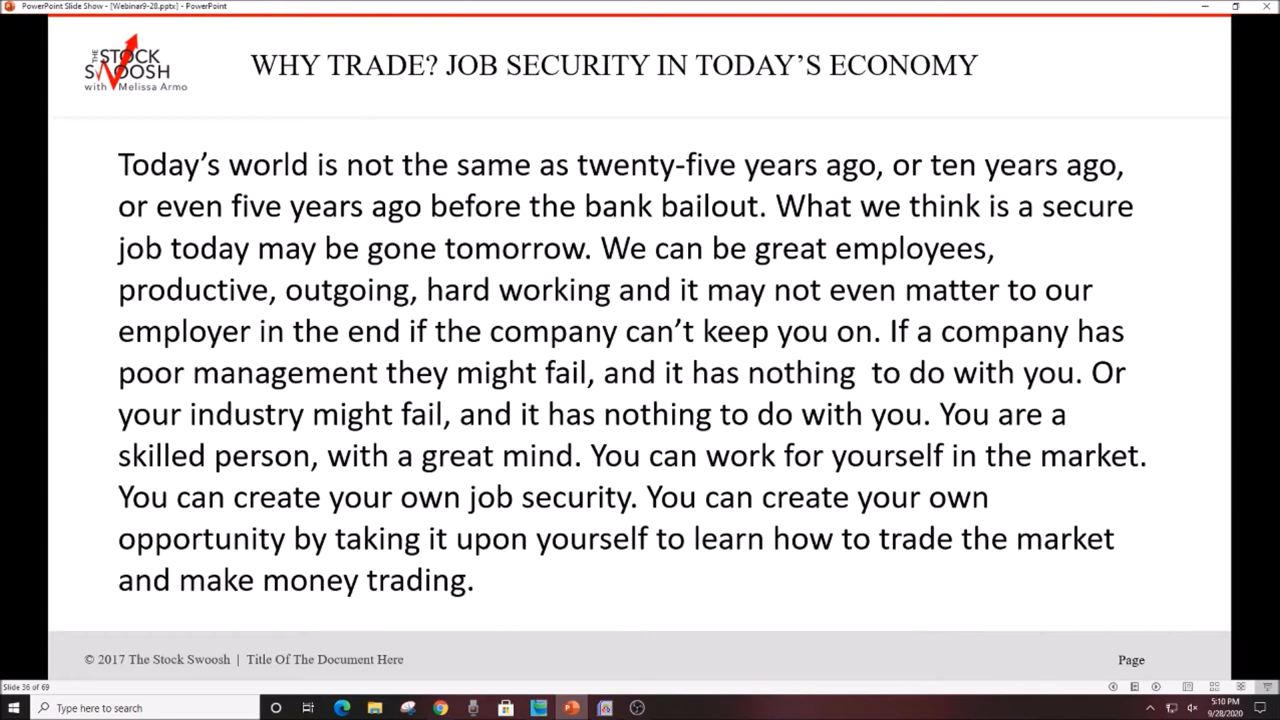 PowerPoint Slide Show - [Webinar9-28.pptx] - PowerPoint
THE STOCK
SWOOSH
with Melissa Armo
WHY TRADE? JOB SECURITY IN TODAY’S ECONOMY
Today’s world is not the same as twenty-five years ago, or ten years ago,
or even five years ago before the bank bailout. What we think is a secure
job today may be gone tomorrow. We can be great employees,
productive, outgoing, hard working and it may not even matter to our
employer in the end if the company can’t keep you on. If a company has
poor management they might fail, and it has nothing  to do with you. Or
your industry might fail, and it has nothing to do with you. You are a
skilled person, with a great mind. You can work for yourself in the market.
You can create your own job security. You can create your own
opportunity by taking it upon yourself to learn how to trade the market
and make money trading.
© 2017 The Stock Swoosh | Title Of The Document Here
Page
Slide 36 of 69
Type here to search
5:10 PM
9/28/2020